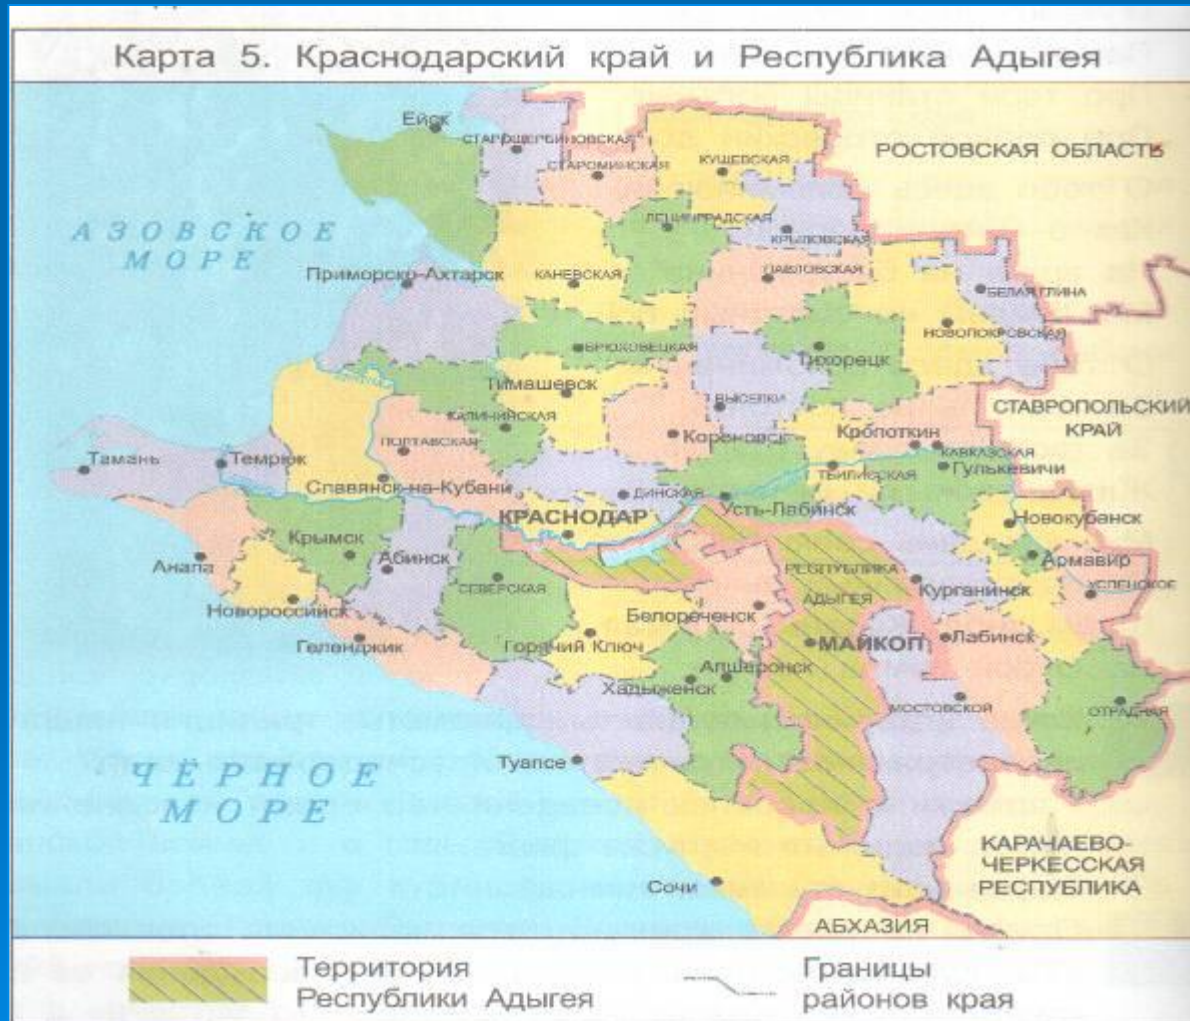 Карта 5. Краснодарский край и Республика Адыгея
Ейск
СТАРОЩЕРБИНОВСКАЯ
СТАРОМИНСКАЯ
КУЩЕВСКАЯ
РОСТОВСКАЯ ОБЛАСТЬ
АЗОВСКОЕ
МОРЕ
ЛЕНИНГРАДСКАЯ
КРЫЛОВСКАЯ
Приморско-Ахтарск
КАНЕВСКАЯ
ПАВЛОВСКАЯ
БЕЛАЯ ГЛИНА
НОВОПОКРОВСКАЯ
БРЮХОВЕЦКАЯ
Тихорецк
Тимашевск
ВЫСЕЛКИ
СТАВРОПОЛЬСКИЙ
КРАЙ
КАЛИНИНСКАЯ
ПОЛТАВСКАЯ
Кореновск
Кропоткин
КАВКАЗСКАЯ
Гулькевичи
Тамань
Темрюк
ТБИЛИССКАЯ
Славянск-на-Кубани
ДИНСКАЯ
Усть-Лабинск
КРАСНОДАР
Новокубанск
Крымск
Абинск
Армавир
Анапа
РЕСПУБЛИКА
АДЫГЕЯ
СЕВЕРСКАЯ
Курганинск
УСПЕНСКОЕ
Новороссийск
Белореченск
Геленджик
Горячий Ключ
МАЙКОП
Лабинск
Апшеронск
Хадыженск
МОСТОВСКОЙ
ОТРАДНАЯ
Туапсе
ЧЁРНОЕ
МОРЕ
КАРАЧАЕВО-
ЧЕРКЕССКАЯ
РЕСПУБЛИКА
Сочи
АБХАЗИЯ
Территория
Республики Адыгея
Границы
районов края